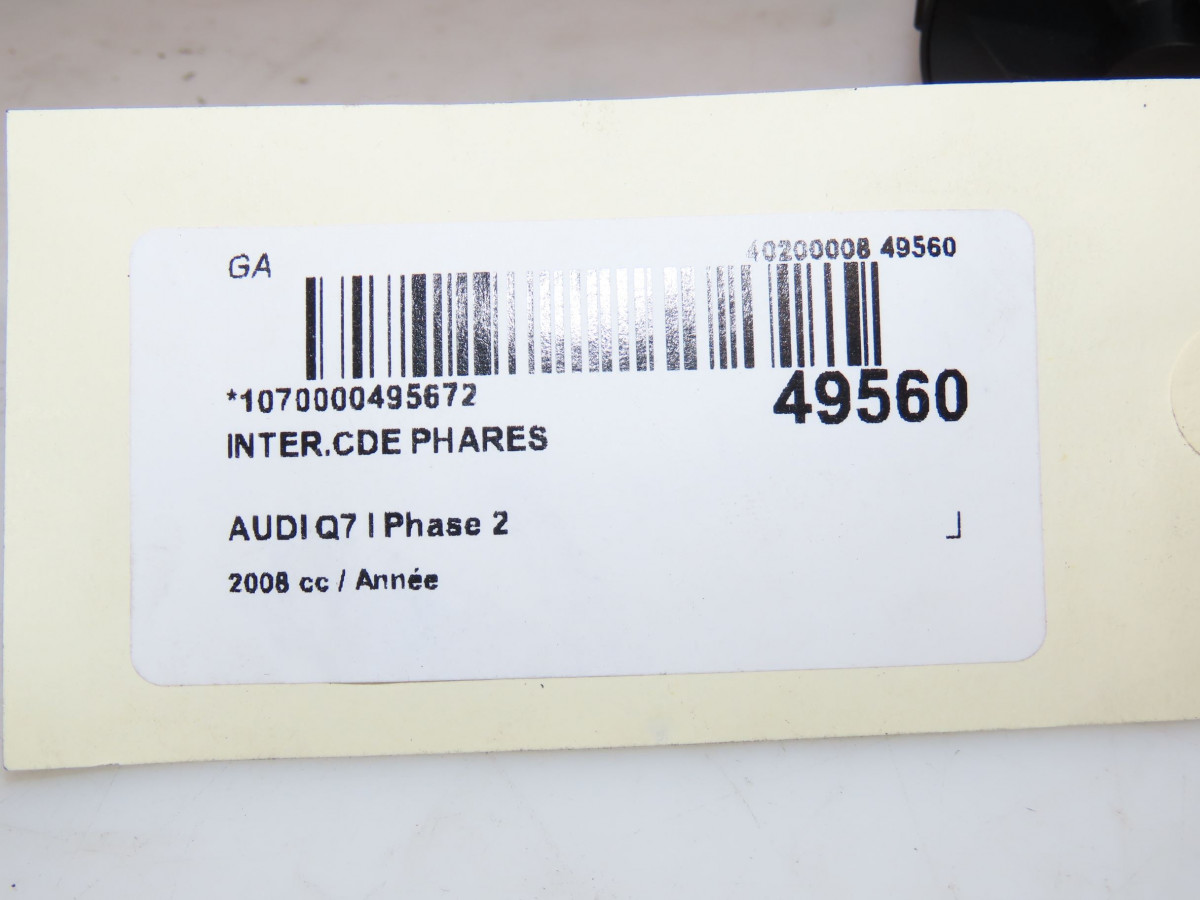 GA
40200008 49560
*1070000495672
49560
INTER.CDE PHARES
AUDI Q7 I Phase 2
2008 cc / Année